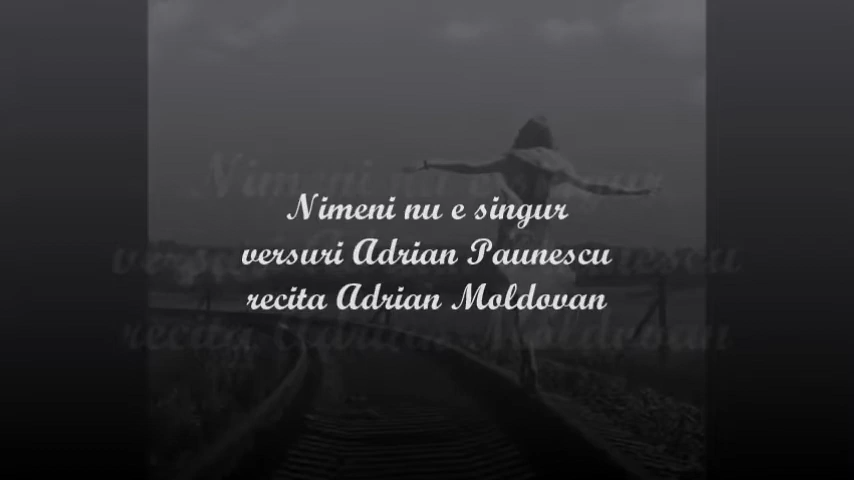 Nimeni nu e singur
versuri Adrian Paunescu
recita Adrian Moldovan